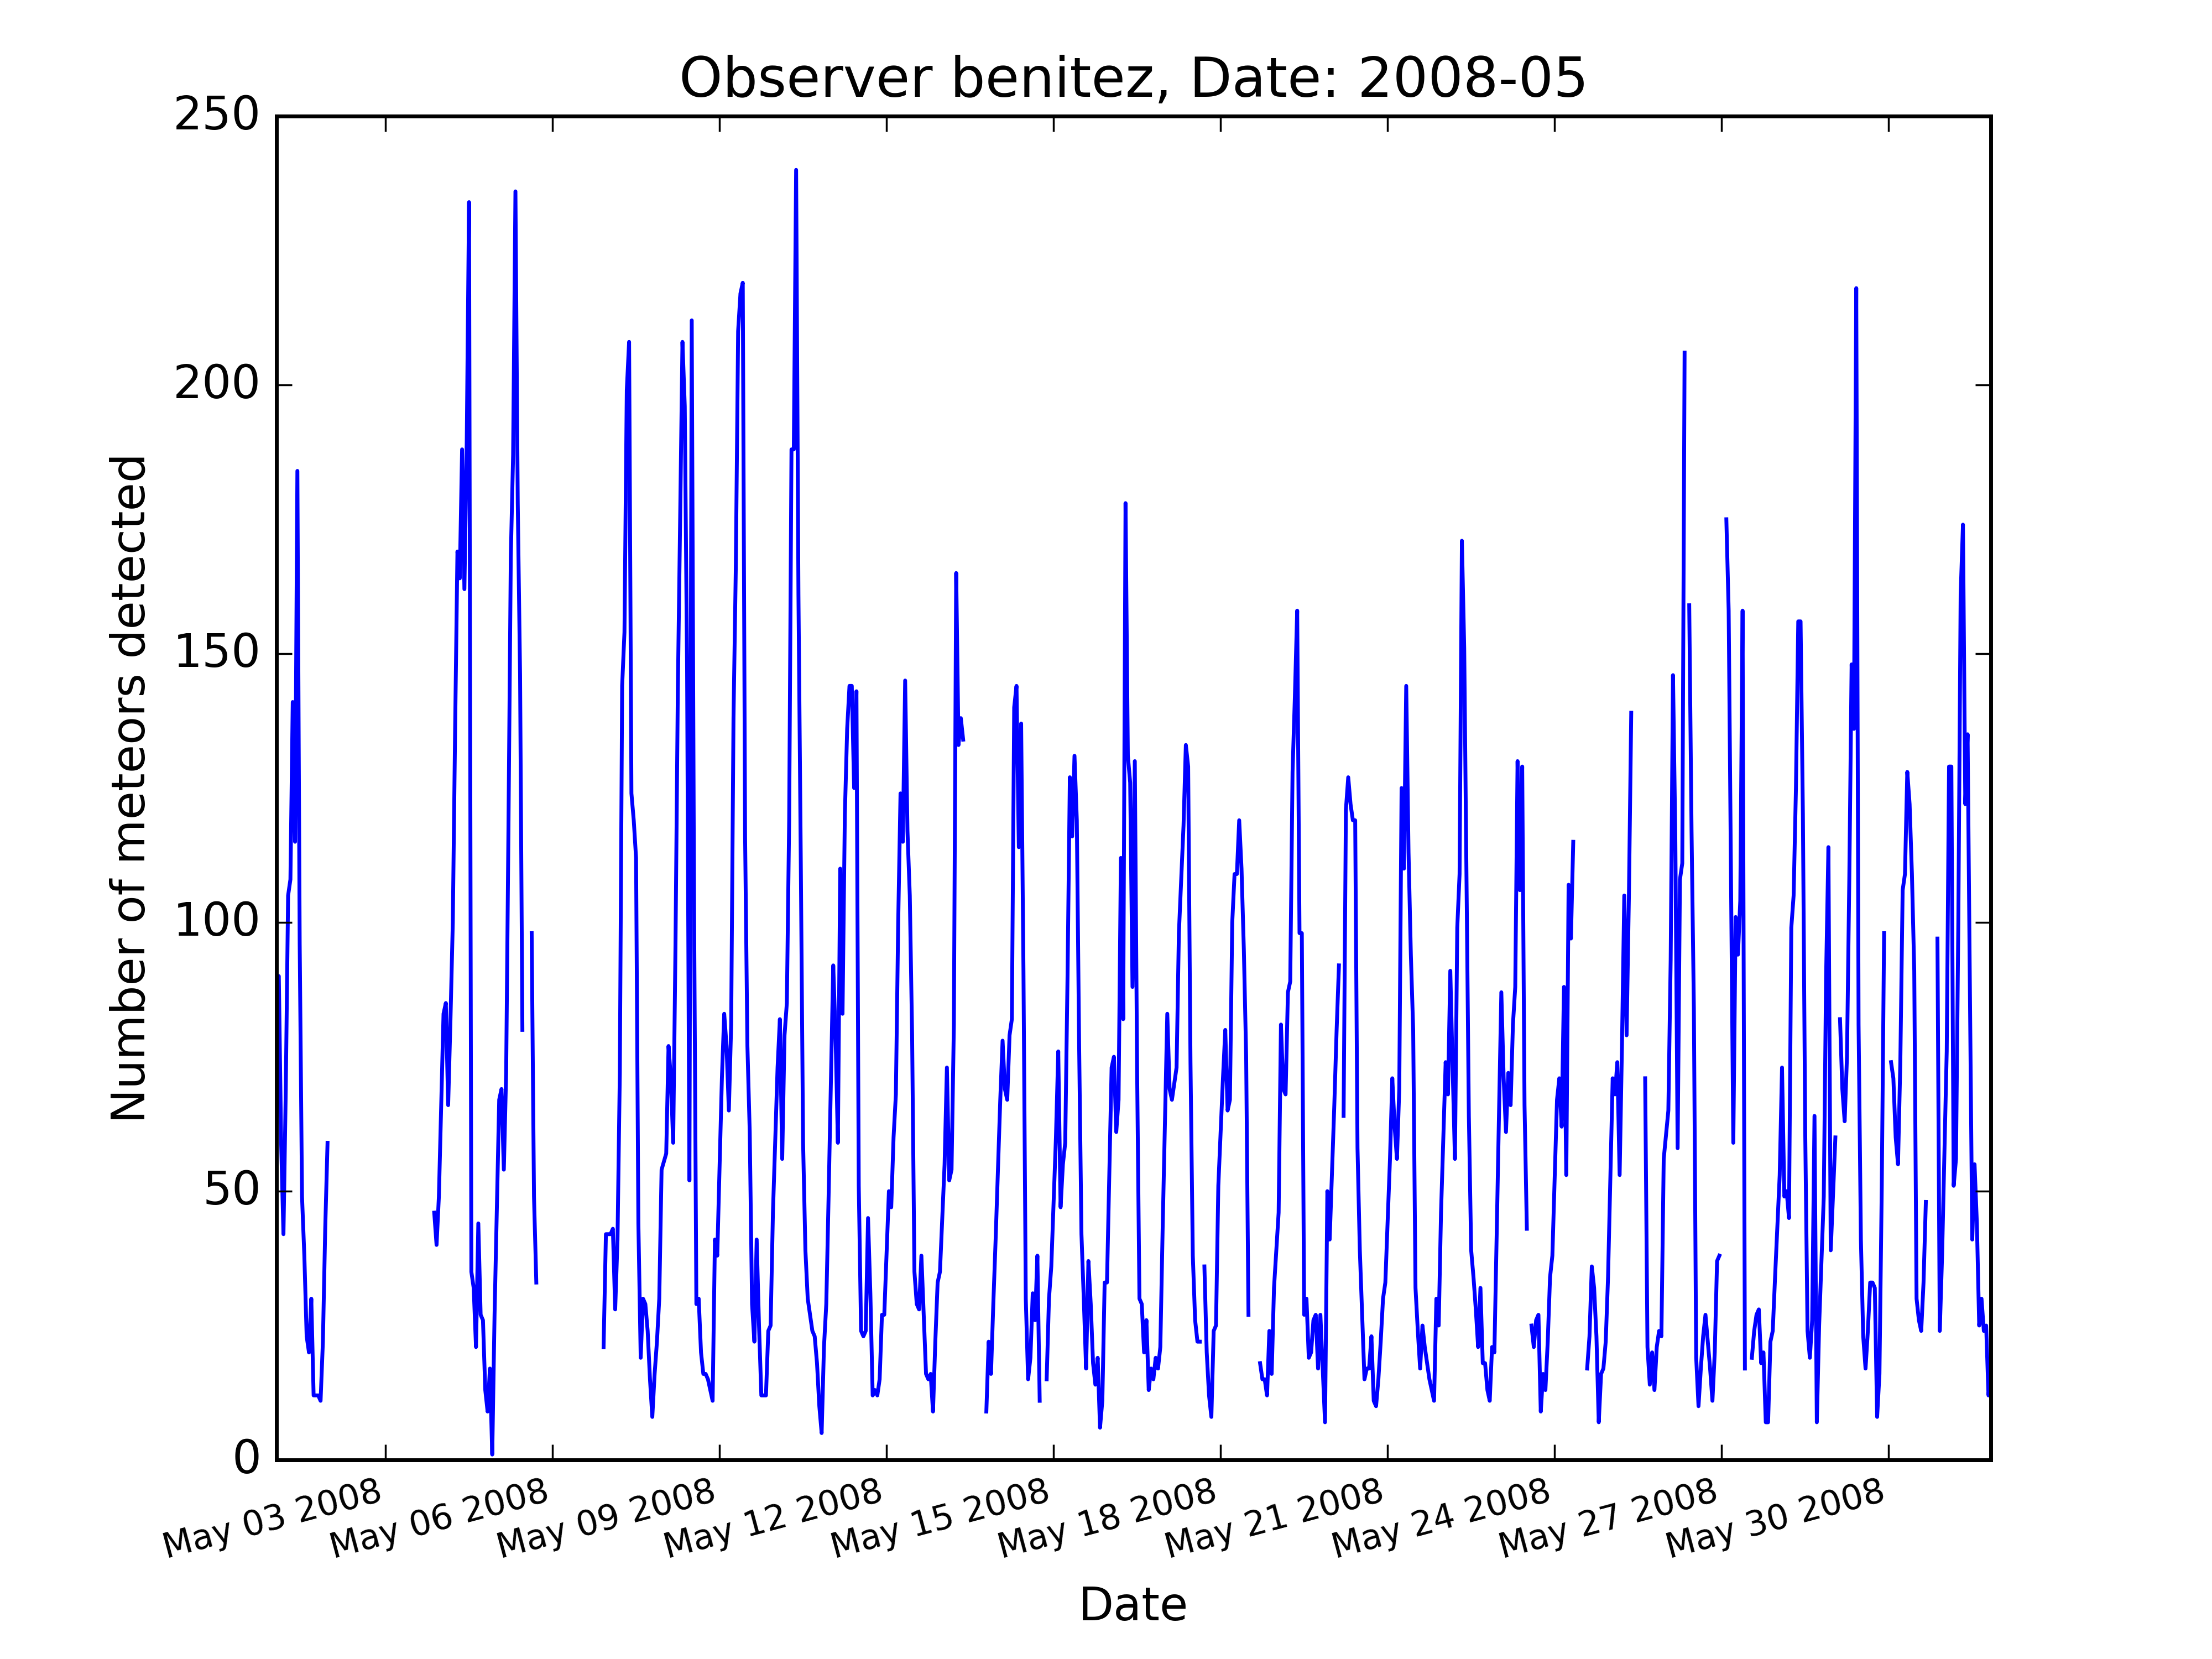 Observer benitez, Date: 2008-05
250
200
150
100
50
0
Number of meteors detected
May 03 2008
May 06 2008
May 09 2008
May 12 2008
May 15 2008
May 18 2008
May 21 2008
May 24 2008
May 27 2008
May 30 2008
Date